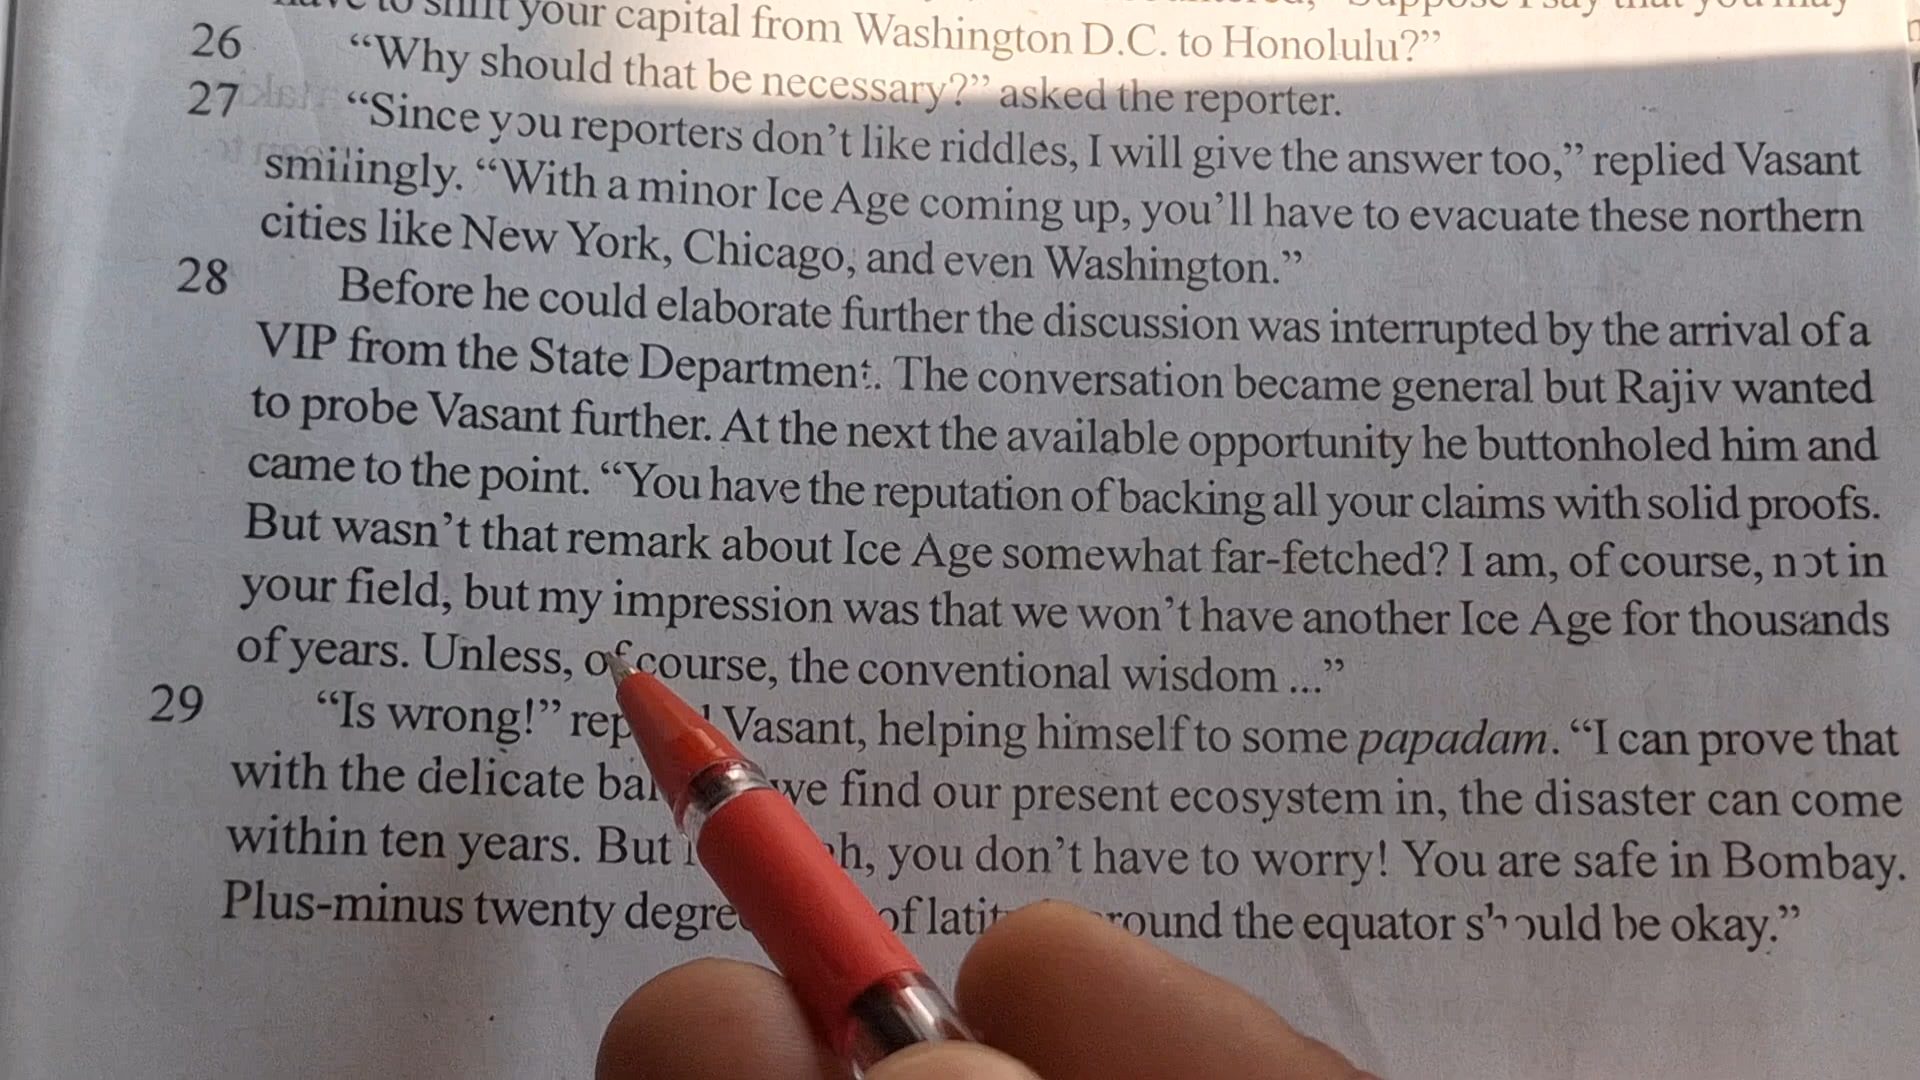 your capital from Washington D.C. to Honolulu?”
26 “Why should that be necessary?” asked the reporter.
27 “Since you reporters don’t like riddles, I will give the answer too,” replied Vasant
smilingly. “With a minor Ice Age coming up, you’ll have to evacuate these northern
cities like New York, Chicago, and even Washington.”
28 Before he could elaborate further the discussion was interrupted by the arrival of a
VIP from the State Department. The conversation became general but Rajiv wanted
to probe Vasant further. At the next the available opportunity he buttonholed him and
came to the point. “You have the reputation of backing all your claims with solid proofs.
But wasn’t that remark about Ice Age somewhat far-fetched? I am, of course, not in
your field, but my impression was that we won’t have another Ice Age for thousands
of years. Unless, of course, the conventional wisdom ...”
29 “Is wrong!” Vasant, helping himself to some papadam. “I can prove that
with the delicate we find our present ecosystem in, the disaster can come
within ten years. But you don’t have to worry! You are safe in Bombay.
Plus-minus twenty of the equator should be okay.”